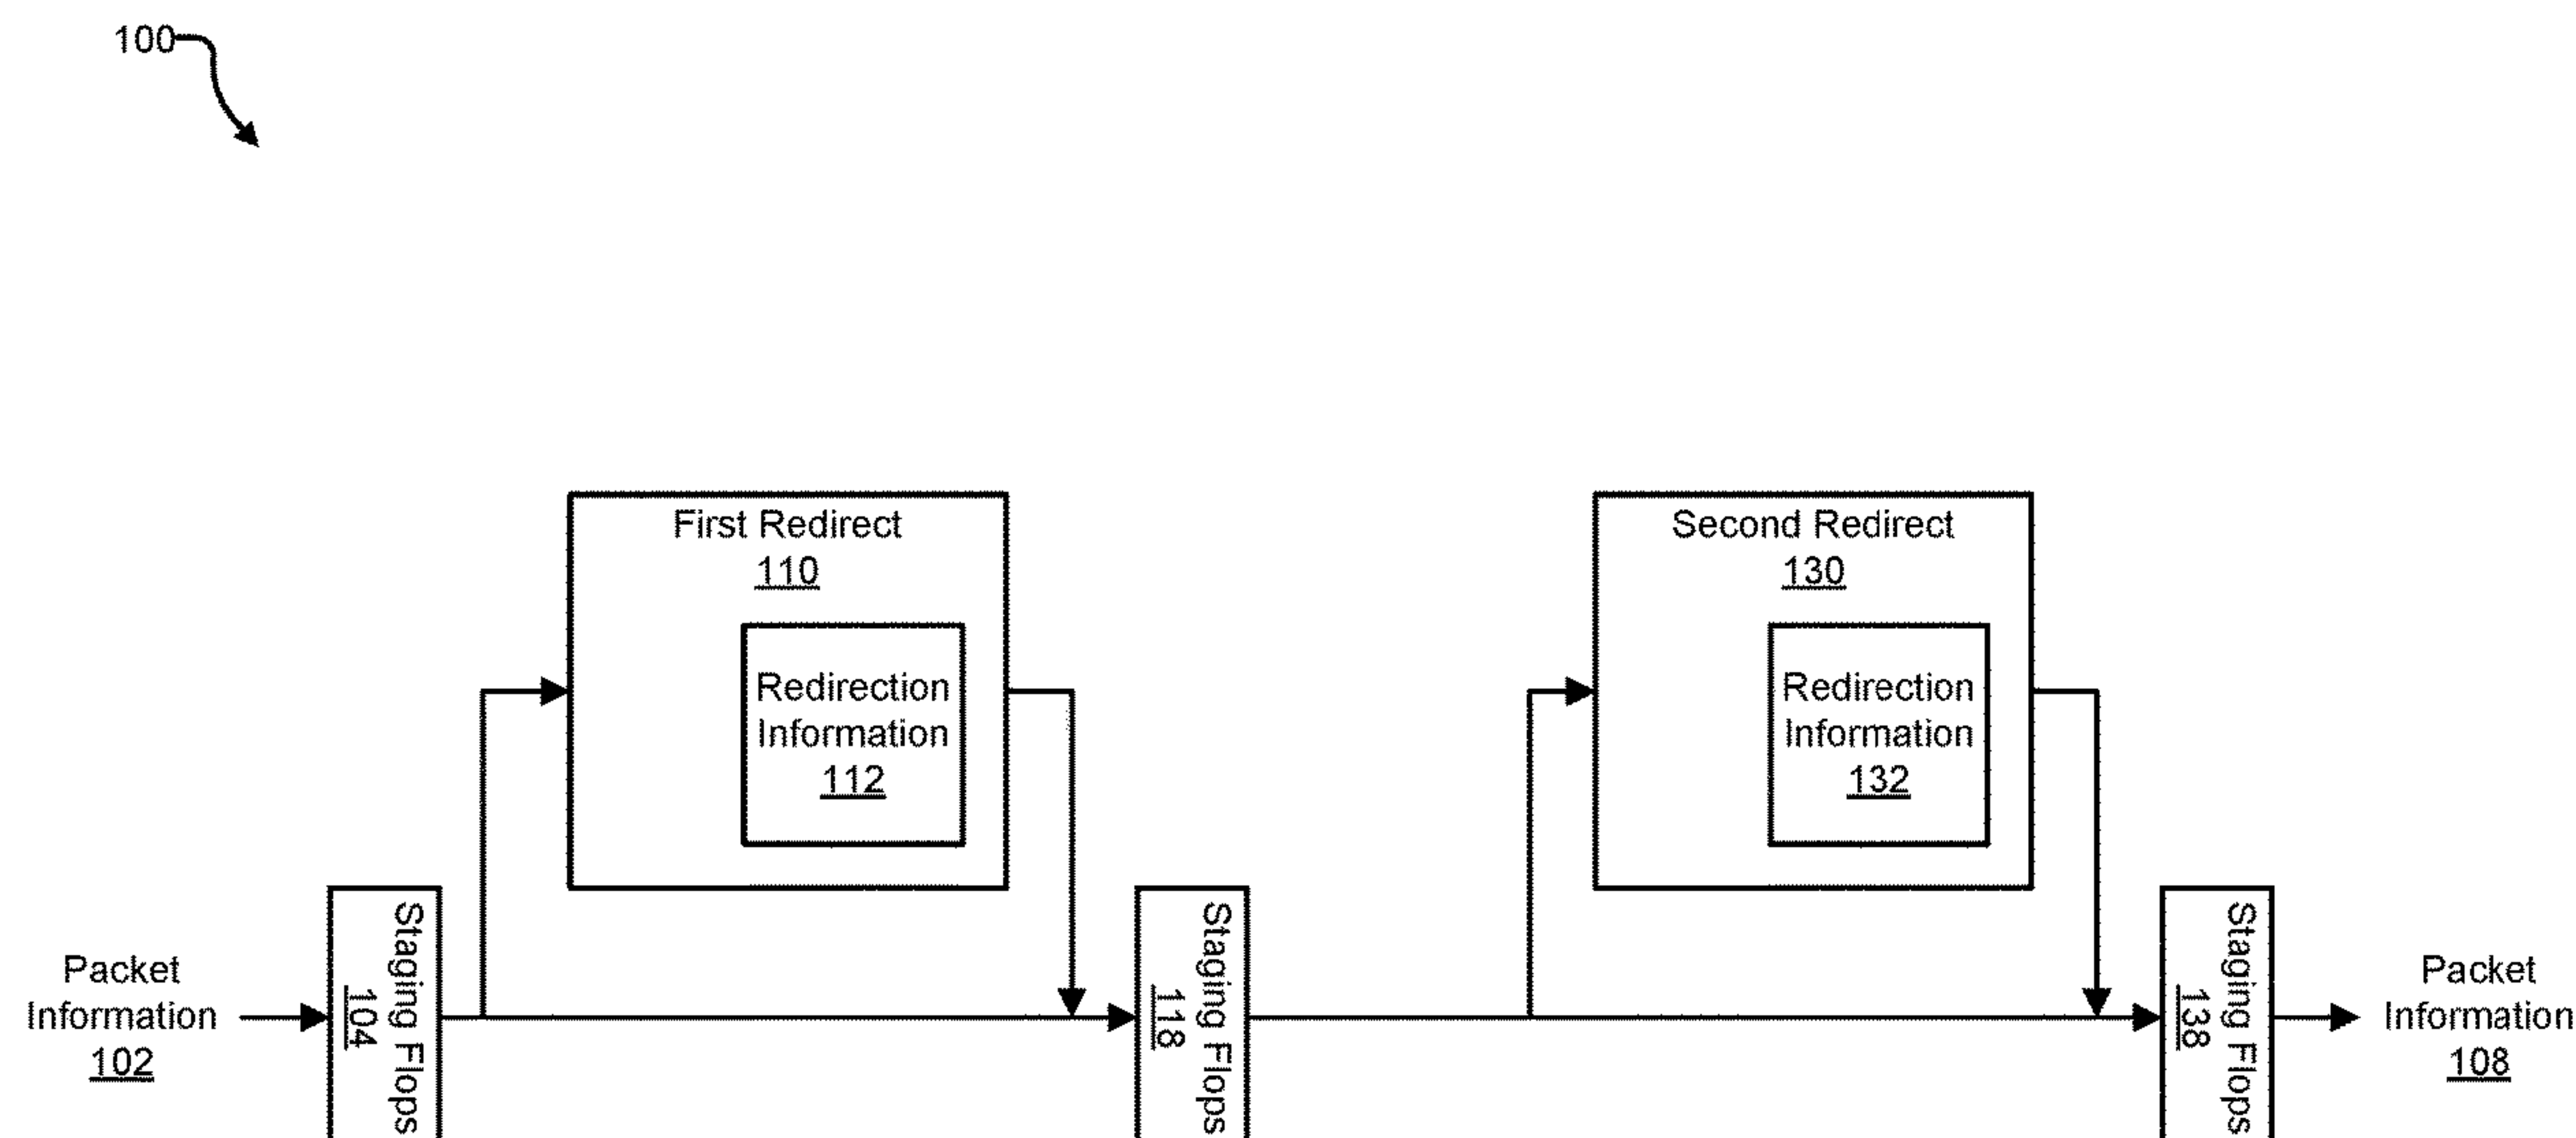 100
First Redirect
110
Redirection
Information
112
Second Redirect
130
Redirection
Information
132
Packet
Information
102
Staging Flops
104
Staging Flops
118
Staging Flops
138
Packet
Information
108